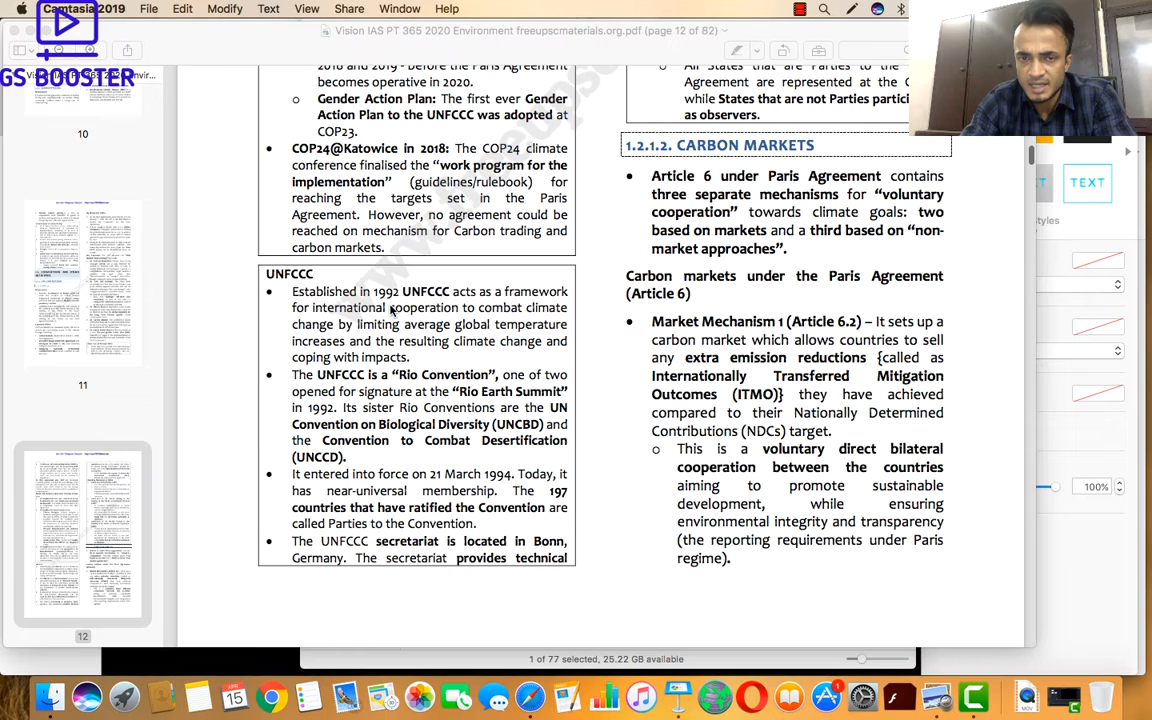 Camtasia 2019 File Edit Modify Text View Share Window Help
Vision IAS PT 365 2020 Environment freeupscmaterials.org.pdf (page 12 of 82)
GS BOOSTER
Vision IAS PT 365 2020 Envir...
10
11
12
2018 and 2019 - before the Paris Agreement
becomes operative in 2020.
o Gender Action Plan: The first ever Gender
Action Plan to the UNFCCC was adopted at
COP23.
• COP24@Katowice in 2018: The COP24 climate
conference finalised the "work program for the
implementation" (guidelines/rulebook) for
reaching the targets set in the Paris
Agreement. However, no agreement could be
reached on mechanism for Carbon trading and
carbon markets.
UNFCCC
• Established in 1992 UNFCCC acts as a framework
for international cooperation to combat climate
change by limiting average global temperature
increases and the resulting climate change and
coping with impacts.
• The UNFCCC is a "Rio Convention", one of two
opened for signature at the "Rio Earth Summit"
in 1992. Its sister Rio Conventions are the UN
Convention on Biological Diversity (UNCBD) and
the Convention to Combat Desertification
(UNCCD).
• It entered into force on 21 March 1994. Today, it
has near-universal membership. The 197
countries that have ratified the Convention are
called Parties to the Convention.
• The UNFCCC secretariat is located in Bonn,
Germany. The secretariat provides technical
o All States that are Parties to the
Agreement are represented at the
while States that are not Parties
as observers.
1.2.1.2. CARBON MARKETS
• Article 6 under Paris Agreement contains
three separate mechanisms for "voluntary
cooperation" towards climate goals: two
based on markets and a third based on "non-
market approaches".
Carbon markets under the Paris Agreement
(Article 6)
• Market Mechanism 1 (Article 6.2) – It sets up a
carbon market which allows countries to sell
any extra emission reductions {called as
Internationally Transferred Mitigation
Outcomes (ITMO)} they have achieved
compared to their Nationally Determined
Contributions (NDCs) target.
o This is a voluntary direct bilateral
cooperation between the countries
aiming to promote sustainable
development, while ensuring
environmental integrity and transparency
(the reporting requirements under Paris
regime).
TEXT
100%
1 of 77 selected, 25.22 GB available
APR
15